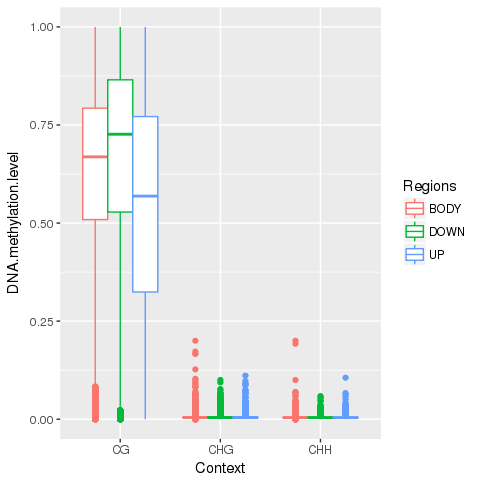 1.00
0.75
0.50
0.25
0.00
DNA.methylation.level
CG
CHG
CHH
Context
Regions
BODY
DOWN
UP